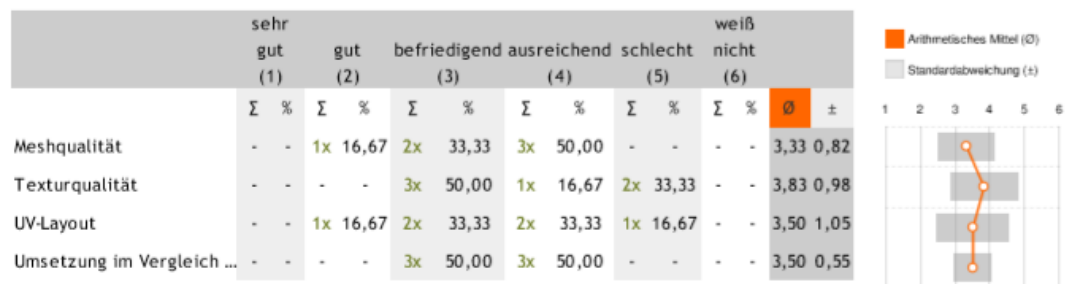 sehr weiß
gut gut befriedigend ausreichend schlecht nicht
(1) (2) (3) (4) (5) (6)
Σ % Σ % Σ % Σ % Σ % Σ % Ø ±
Meshqualität - - 1x 16,67 2x 33,33 3x 50,00 - - - - 3,33 0,82
Texturqualität - - - - 3x 50,00 1x 16,67 2x 33,33 - - 3,83 0,98
UV-Layout - - 1x 16,67 2x 33,33 2x 33,33 1x 16,67 - - 3,50 1,05
Umsetzung im Vergleich ... - - - - 3x 50,00 3x 50,00 - - - - 3,50 0,55
Arithmetisches Mittel (Ø)
Standardabweichung (±)
1 2 3 4 5 6